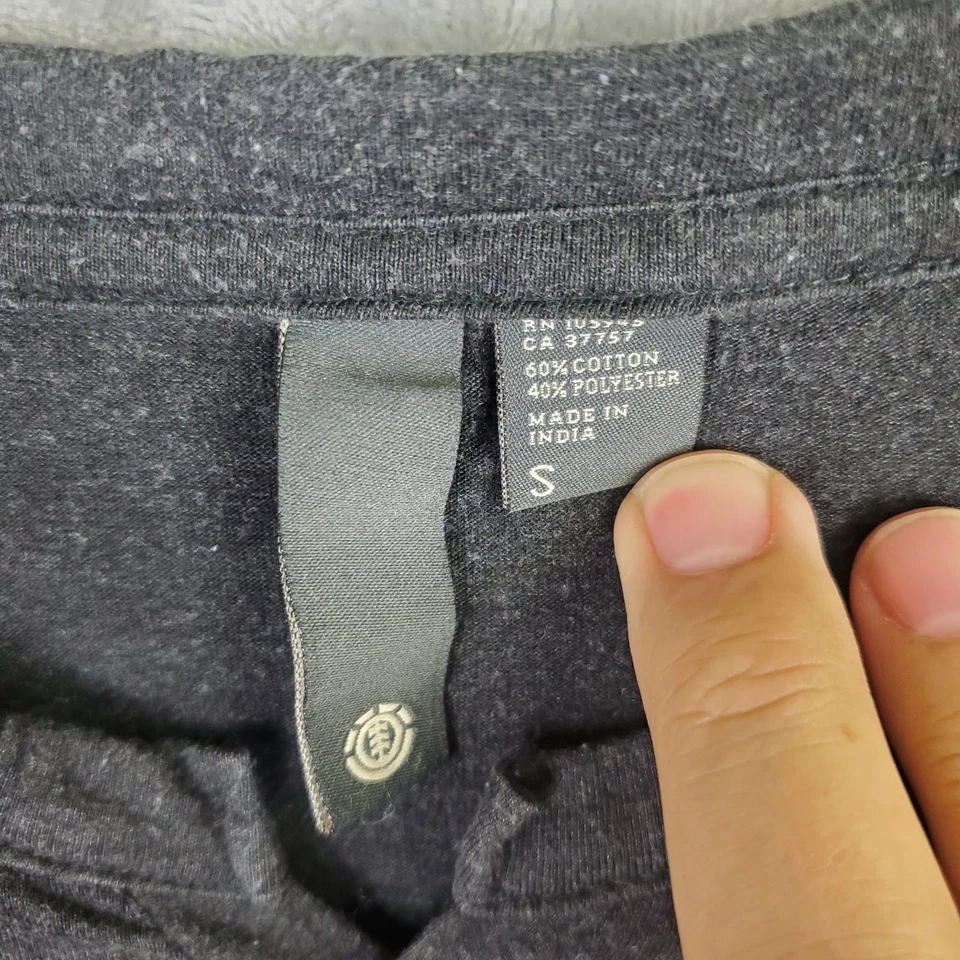 RN
CA 37757
60% COTTON
40% POLYESTER
MADE IN
INDIA
S